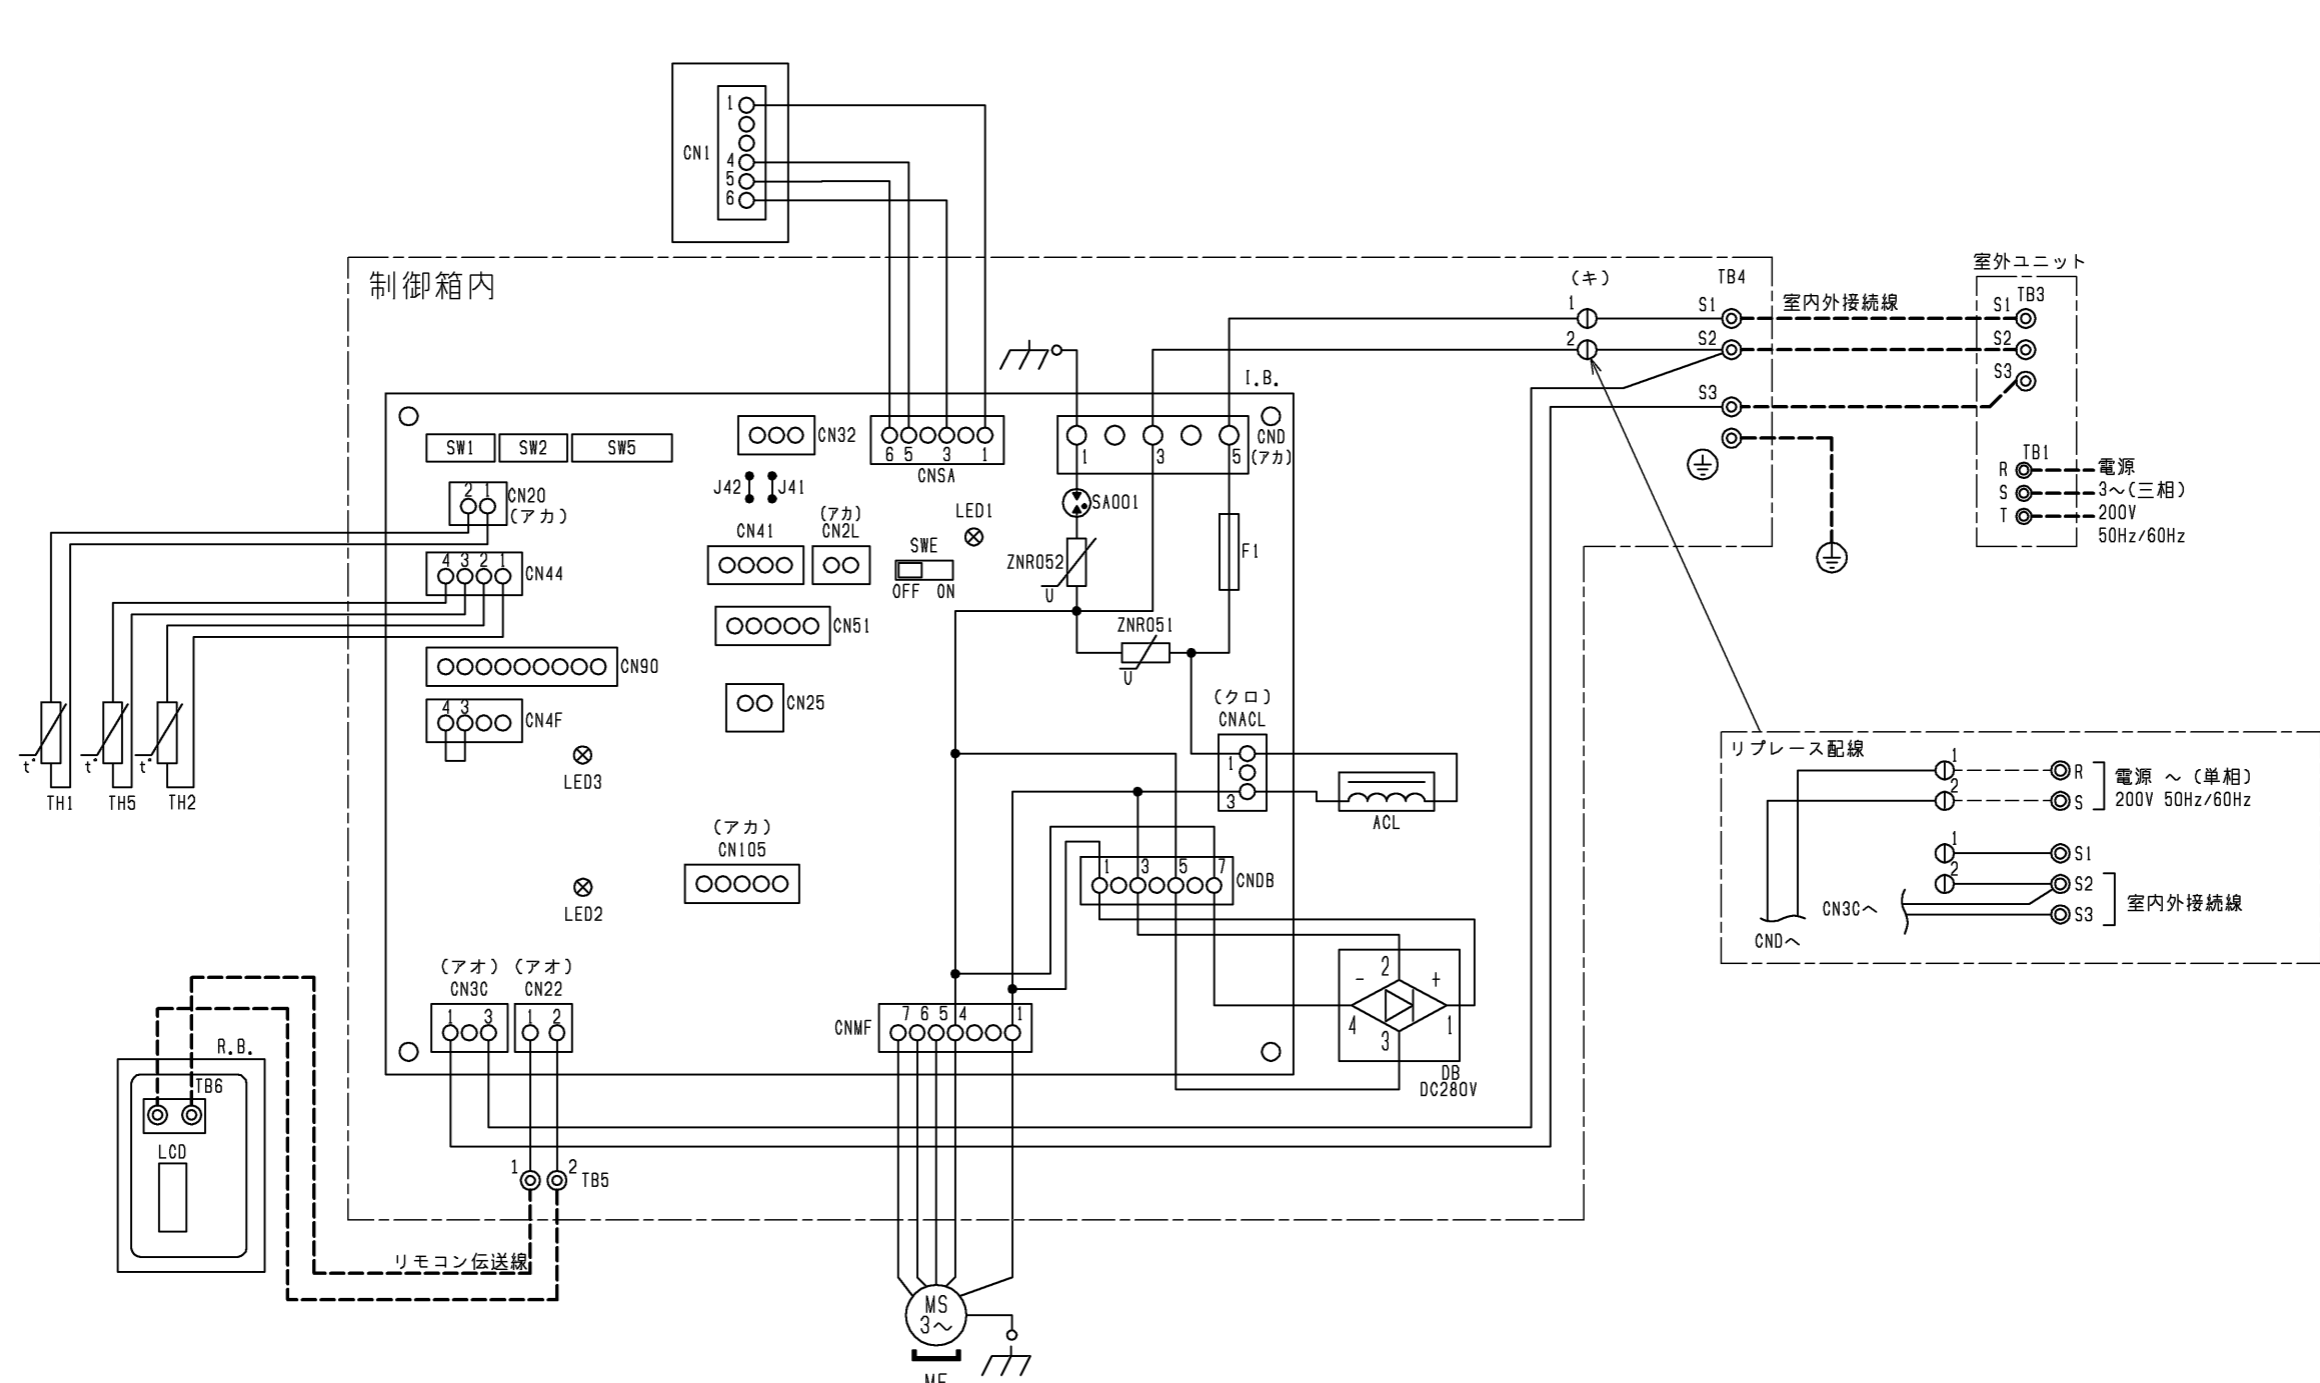 CN1
1
4
5
6
制御箱内
(キ)
1
2
TB4
S1
S2
S3
室内外接続線
室外ユニット
TB3
S1
S2
S3
TB1
R
S
T
電源
3~(三相)
200V
50Hz/60Hz
I.B.
SW1
SW2
SW5
CN32
6 5 3 1
CNSA
1 3 5
CND
(アカ)
J42
J41
2 1
CN20
(アカ)
CN41
(アカ)
CN2L
LED1
SA001
SWE
OFF ON
ZNR052
U
F1
4 3 2 1
CN44
CN51
ZNR051
U
CN90
CN25
4 3
CN4F
LED3
(クロ)
CNACL
1
3
ACL
t°
TH1
t°
TH5
t°
TH2
リプレース配線
1
2
R
S
電源 ~(単相)
200V 50Hz/60Hz
1
2
S1
S2
S3
CN3Cへ
室内外接続線
CNDへ
(アカ)
CN105
1 3 5 7
CNDB
LED2
2
- +
4 1
3
DB
DC280V
(アオ)
CN3C
1 3
(アオ)
CN22
1 2
CNMF
7 6 5 4 1
R.B.
TB6
LCD
1
2
TB5
リモコン伝送線
MS
3~